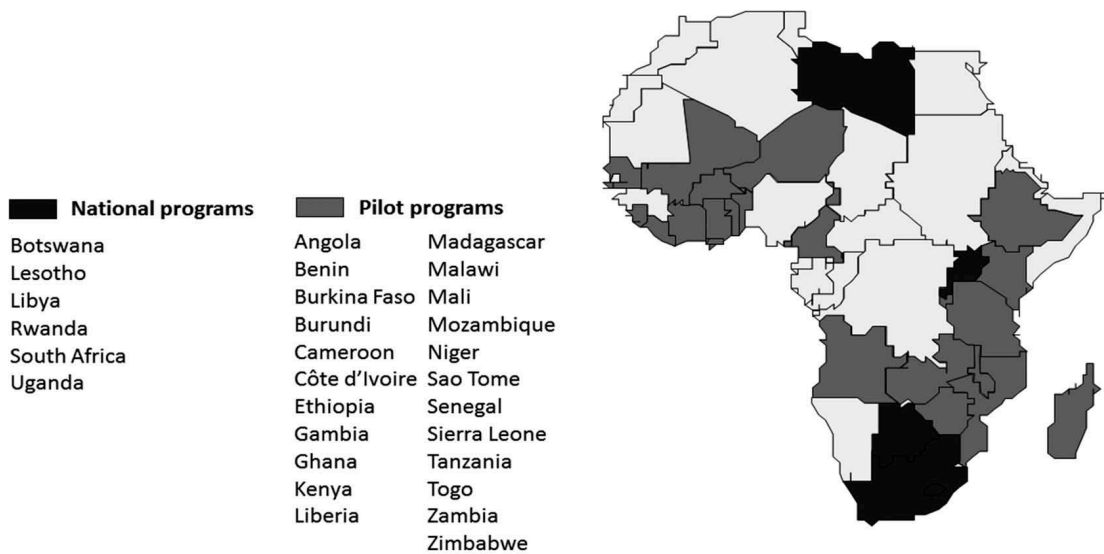 National programs
Botswana
Lesotho
Libya
Rwanda
South Africa
Uganda
Pilot programs
Angola
Benin
Burkina Faso
Burundi
Cameroon
Côte d’Ivoire
Ethiopia
Gambia
Ghana
Kenya
Liberia
Madagascar
Malawi
Mali
Mozambique
Niger
Sao Tome
Senegal
Sierra Leone
Tanzania
Togo
Zambia
Zimbabwe